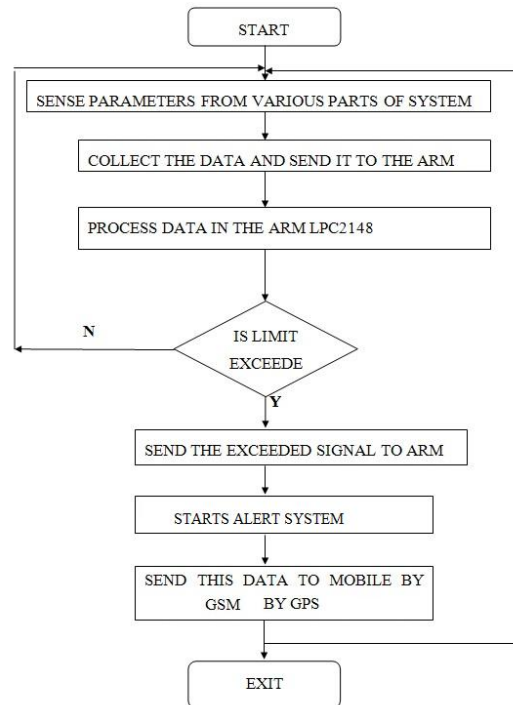 START
SENSE PARAMETERS FROM VARIOUS PARTS OF SYSTEM
COLLECT THE DATA AND SEND IT TO THE ARM
PROCESS DATA IN THE ARM LPC2148
N
IS LIMIT
EXCEEDE
Y
SEND THE EXCEEDED SIGNAL TO ARM
STARTS ALERT SYSTEM
SEND THIS DATA TO MOBILE BY
GSM BY GPS
EXIT